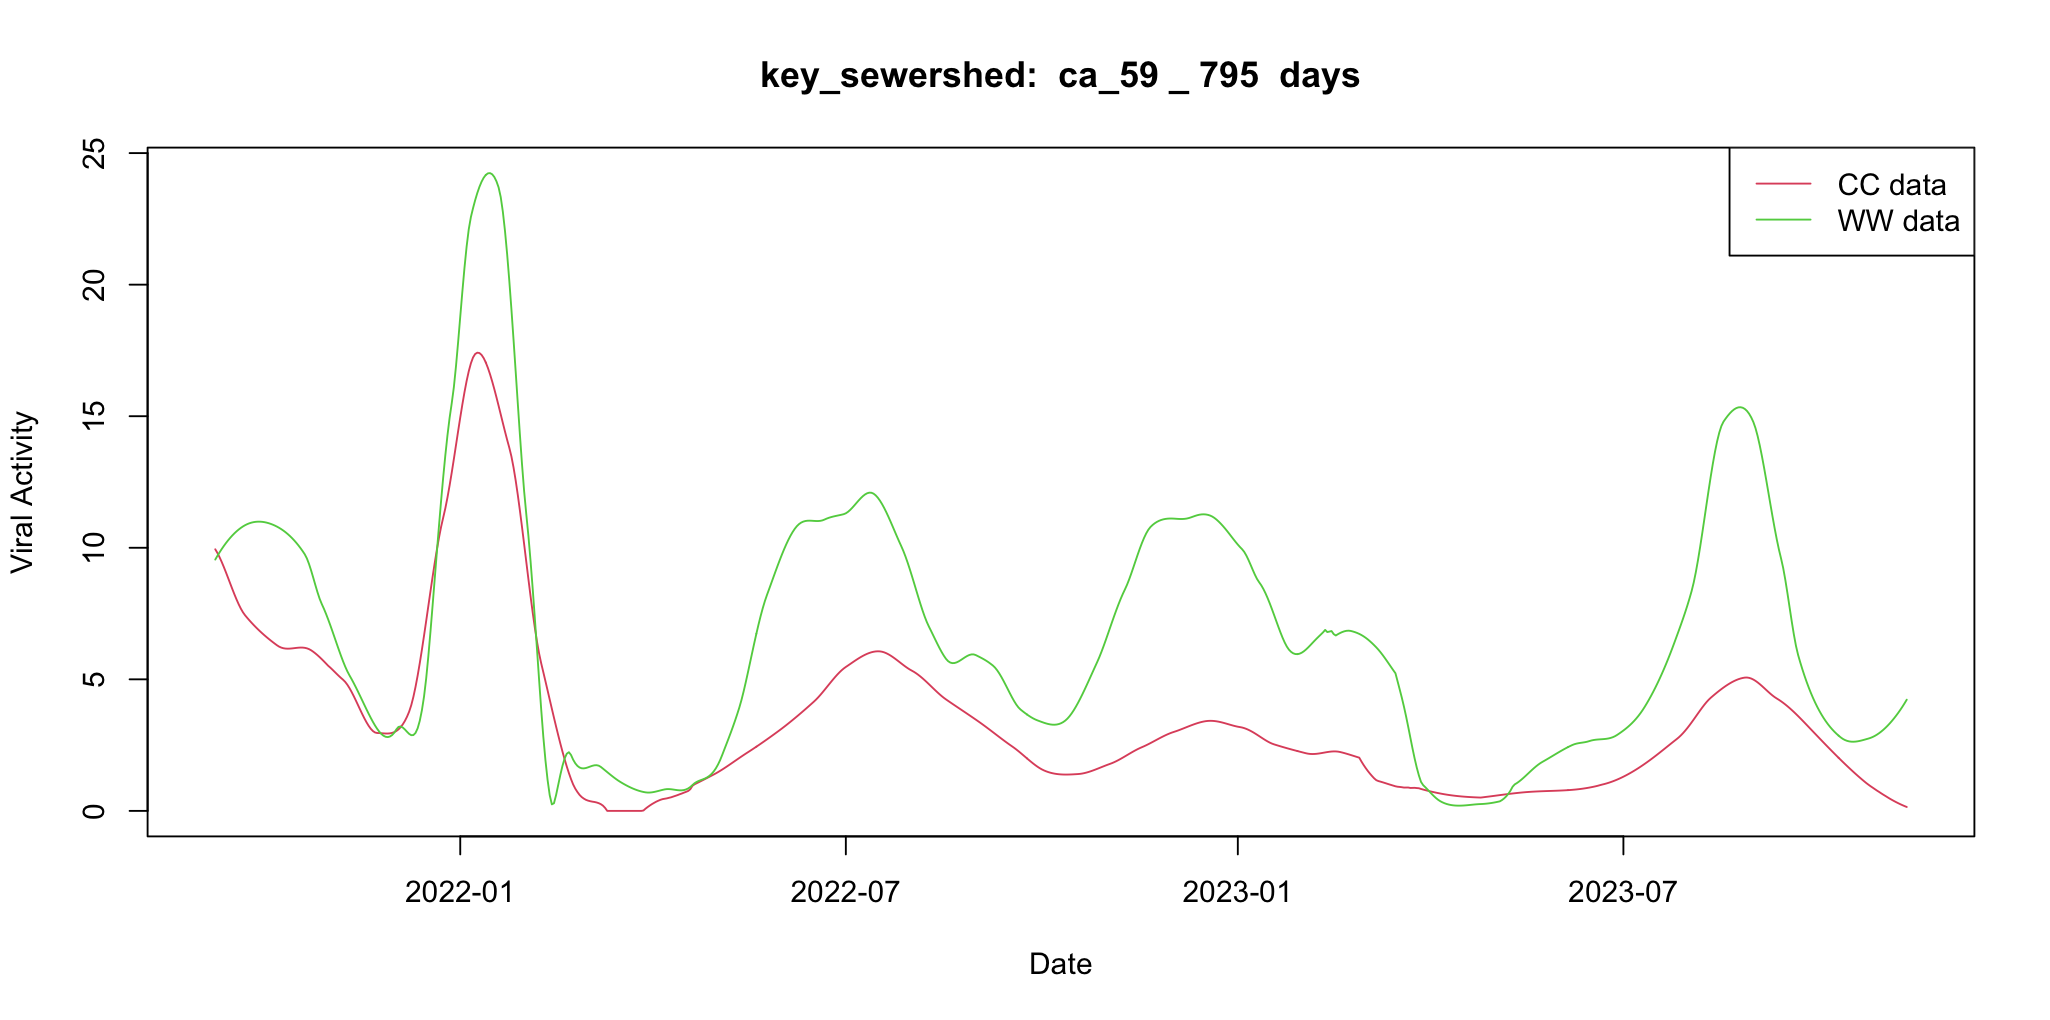 key_sewershed:  ca_59 _ 795  days
CC data
WW data
Viral Activity
25
20
15
10
5
0
2022-01
2022-07
2023-01
2023-07
Date